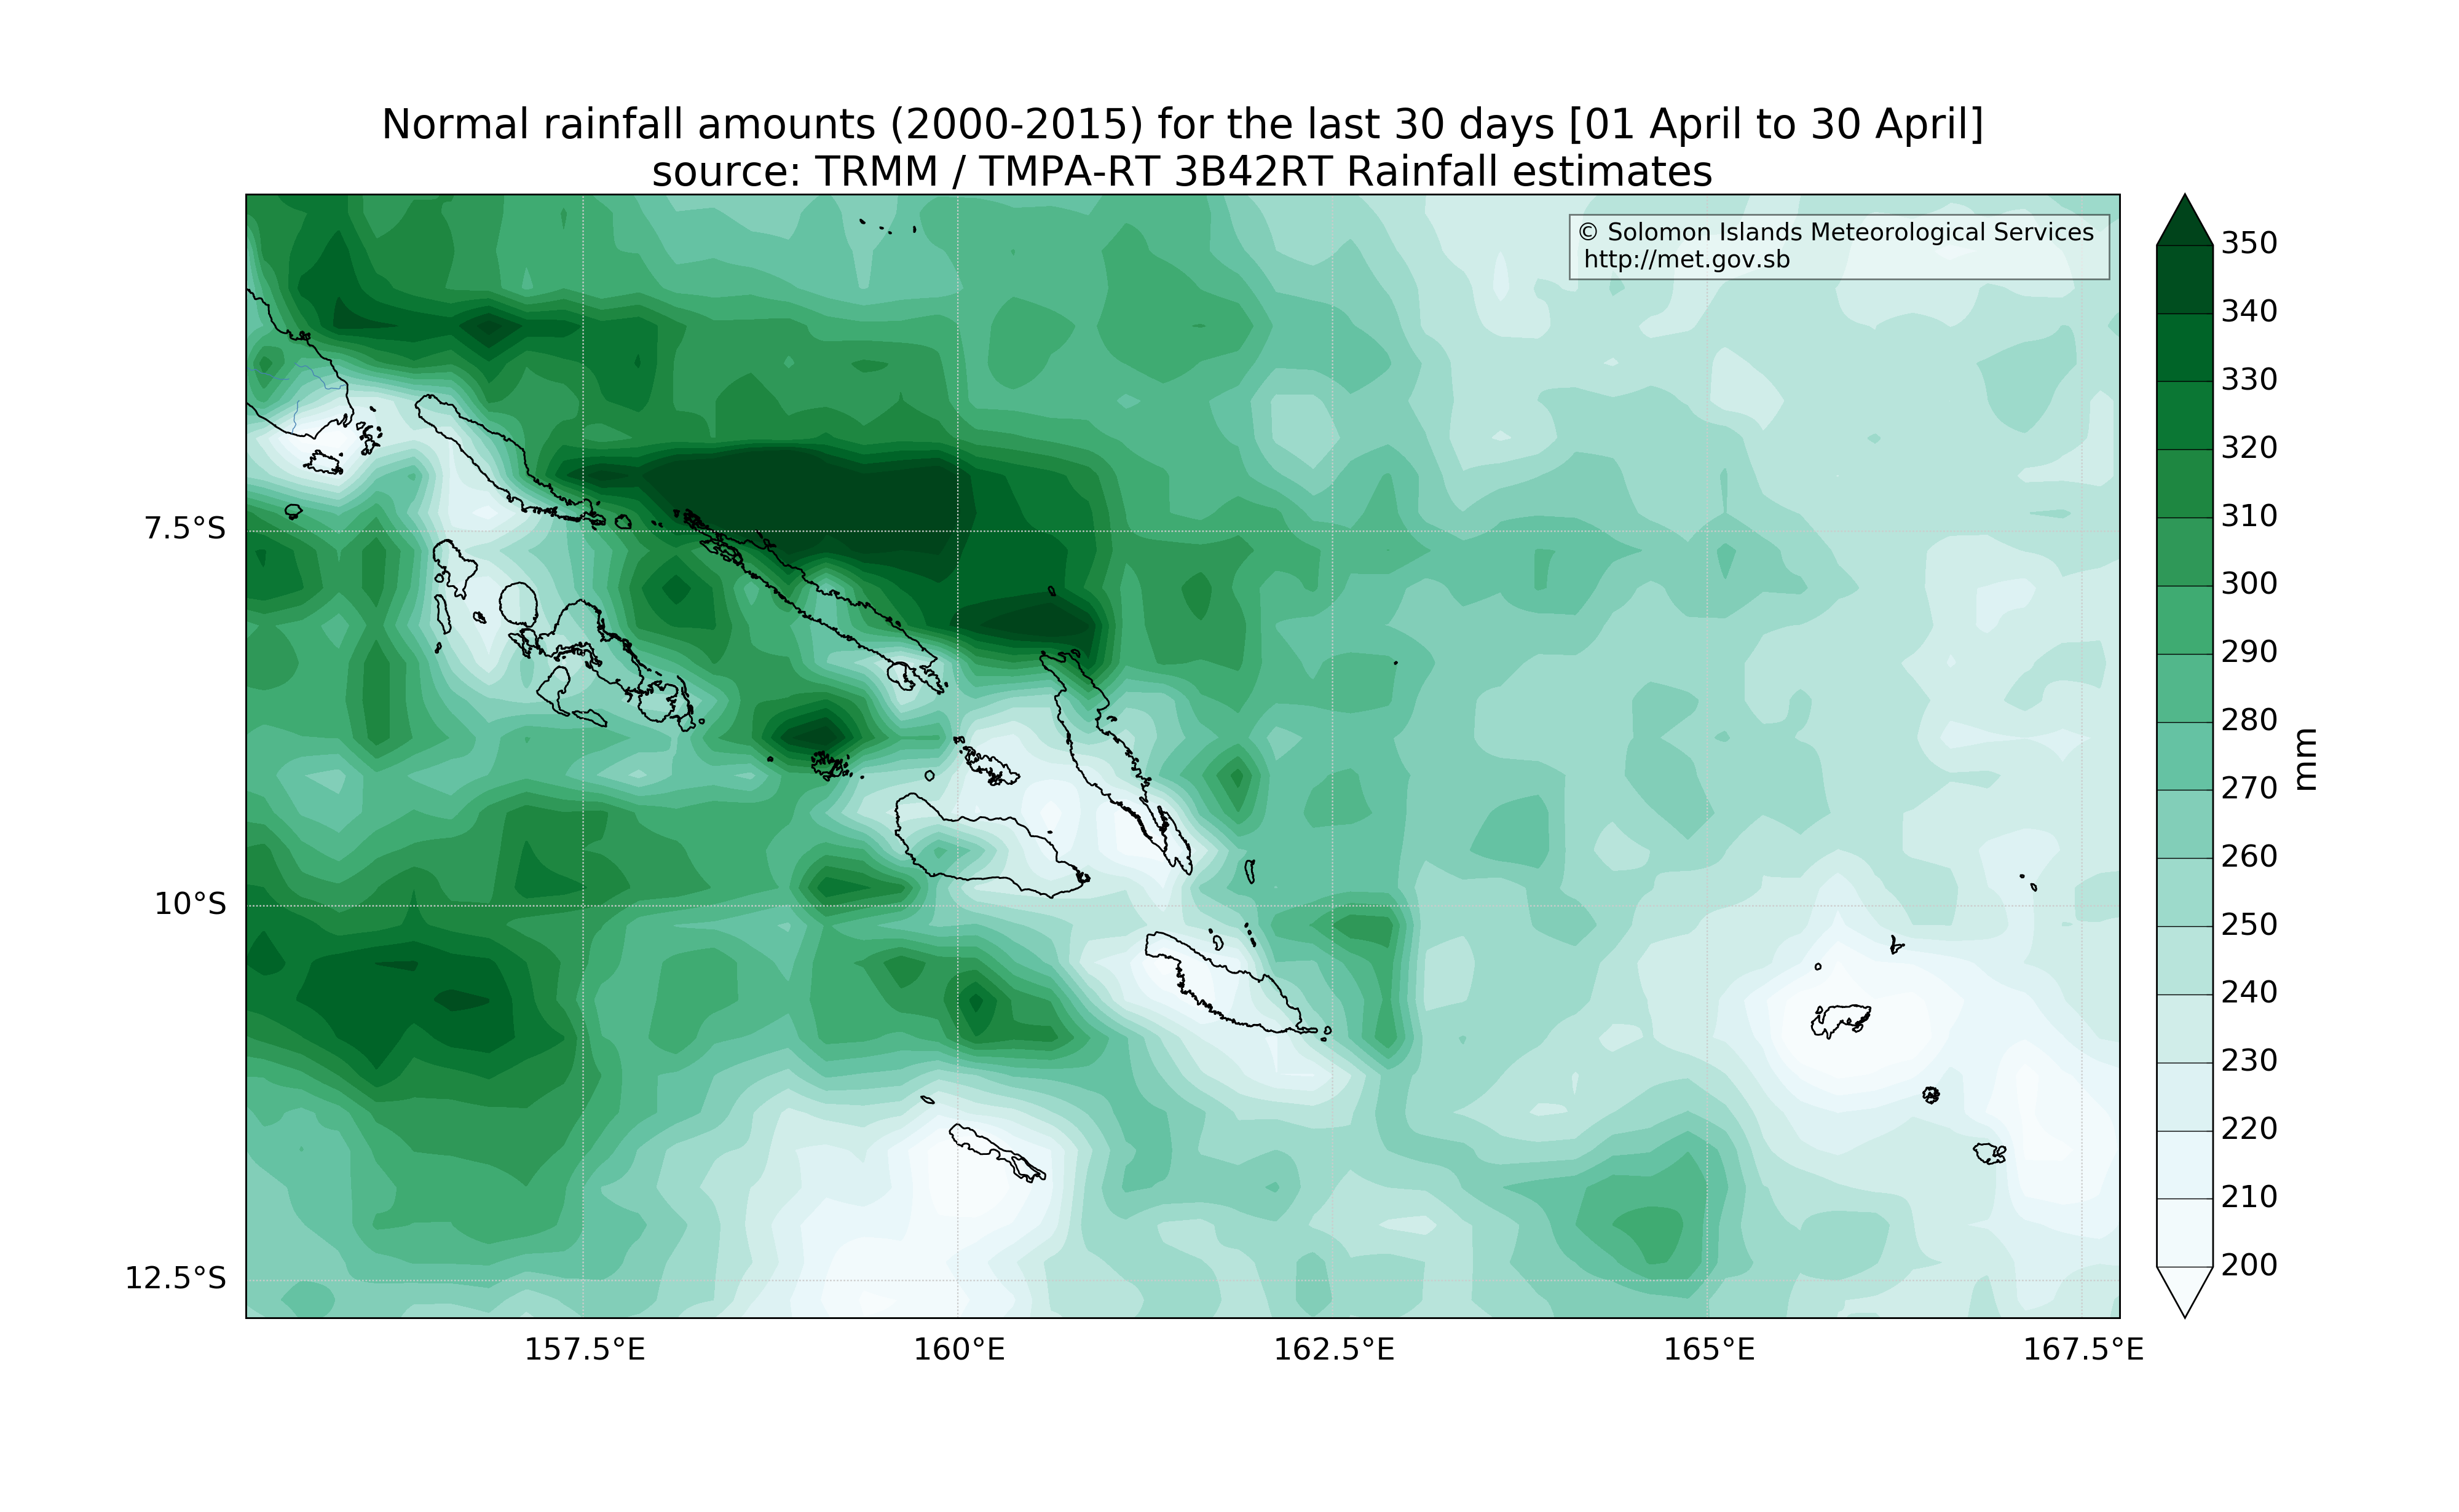 Normal rainfall amounts (2000-2015) for the last 30 days [01 April to 30 April]
source: TRMM / TMPA-RT 3B42RT Rainfall estimates
© Solomon Islands Meteorological Services
http://met.gov.sb
7.5°S
10°S
12.5°S
157.5°E
160°E
162.5°E
165°E
167.5°E
350
340
330
320
310
300
290
280
270
260
250
240
230
220
210
200
mm